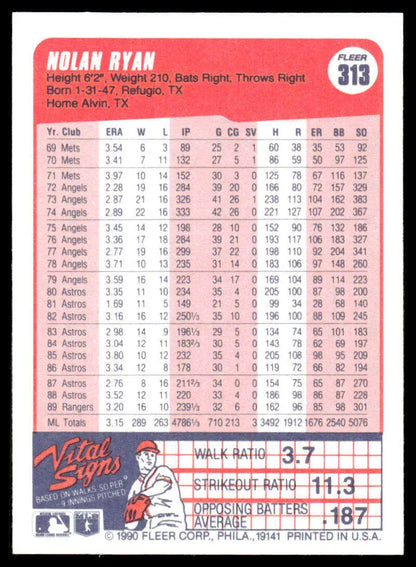 NOLAN RYAN
FLEER
313
Height 6'2", Weight 210, Bats Right, Throws Right
Born 1-31-47, Refugio, TX
Home Alvin, TX
Yr. Club ERA W L IP G CG SV H R ER BB SO
69 Mets 3.54 6 3 89 25 2 1 60 38 35 53 92
70 Mets 3.41 7 11 132 27 5 1 86 59 50 97 125
71 Mets 3.97 10 14 152 30 3 0 125 78 67 116 137
72 Angels 2.28 19 16 284 39 20 0 166 80 72 157 329
73 Angels 2.87 21 16 326 41 26 1 238 113 104 162 383
74 Angels 2.89 22 16 333 42 26 0 221 127 107 202 367
75 Angels 3.45 14 12 198 28 10 0 152 90 76 132 186
76 Angels 3.36 17 18 284 39 21 0 193 117 106 183 327
77 Angels 2.77 19 16 299 37 22 0 198 110 92 204 341
78 Angels 3.71 10 13 235 31 14 0 183 106 97 148 260
79 Angels 3.59 16 14 223 34 17 0 169 104 89 114 223
80 Astros 3.35 11 10 234 35 4 0 205 100 87 98 200
81 Astros 1.69 11 5 149 21 5 0 99 34 28 68 140
82 Astros 3.16 16 12 250⅓ 35 10 0 196 100 88 109 245
83 Astros 2.98 14 9 196⅓ 29 5 0 134 74 65 101 183
84 Astros 3.04 12 11 183⅔ 30 5 0 143 78 62 69 197
85 Astros 3.80 10 12 232 35 4 0 205 108 98 95 209
86 Astros 3.34 12 8 178 30 1 0 119 72 66 82 194
87 Astros 2.76 8 16 211⅔ 34 0 0 154 75 65 87 270
88 Astros 3.52 12 11 220 33 4 0 186 98 86 87 228
89 Rangers 3.20 16 10 239⅓ 32 6 0 162 96 85 98 301
ML Totals 3.15 289 263 4786⅓ 710 213 3 3492 1912 1676 2540 5076
Vital
Signs
BASED ON WALKS, SO PER
9 INNINGS PITCHED
WALK RATIO 3.7
STRIKEOUT RATIO 11.3
OPPOSING BATTERS
AVERAGE .187
© 1990 FLEER CORP., PHILA., 19141 PRINTED IN U.S.A.